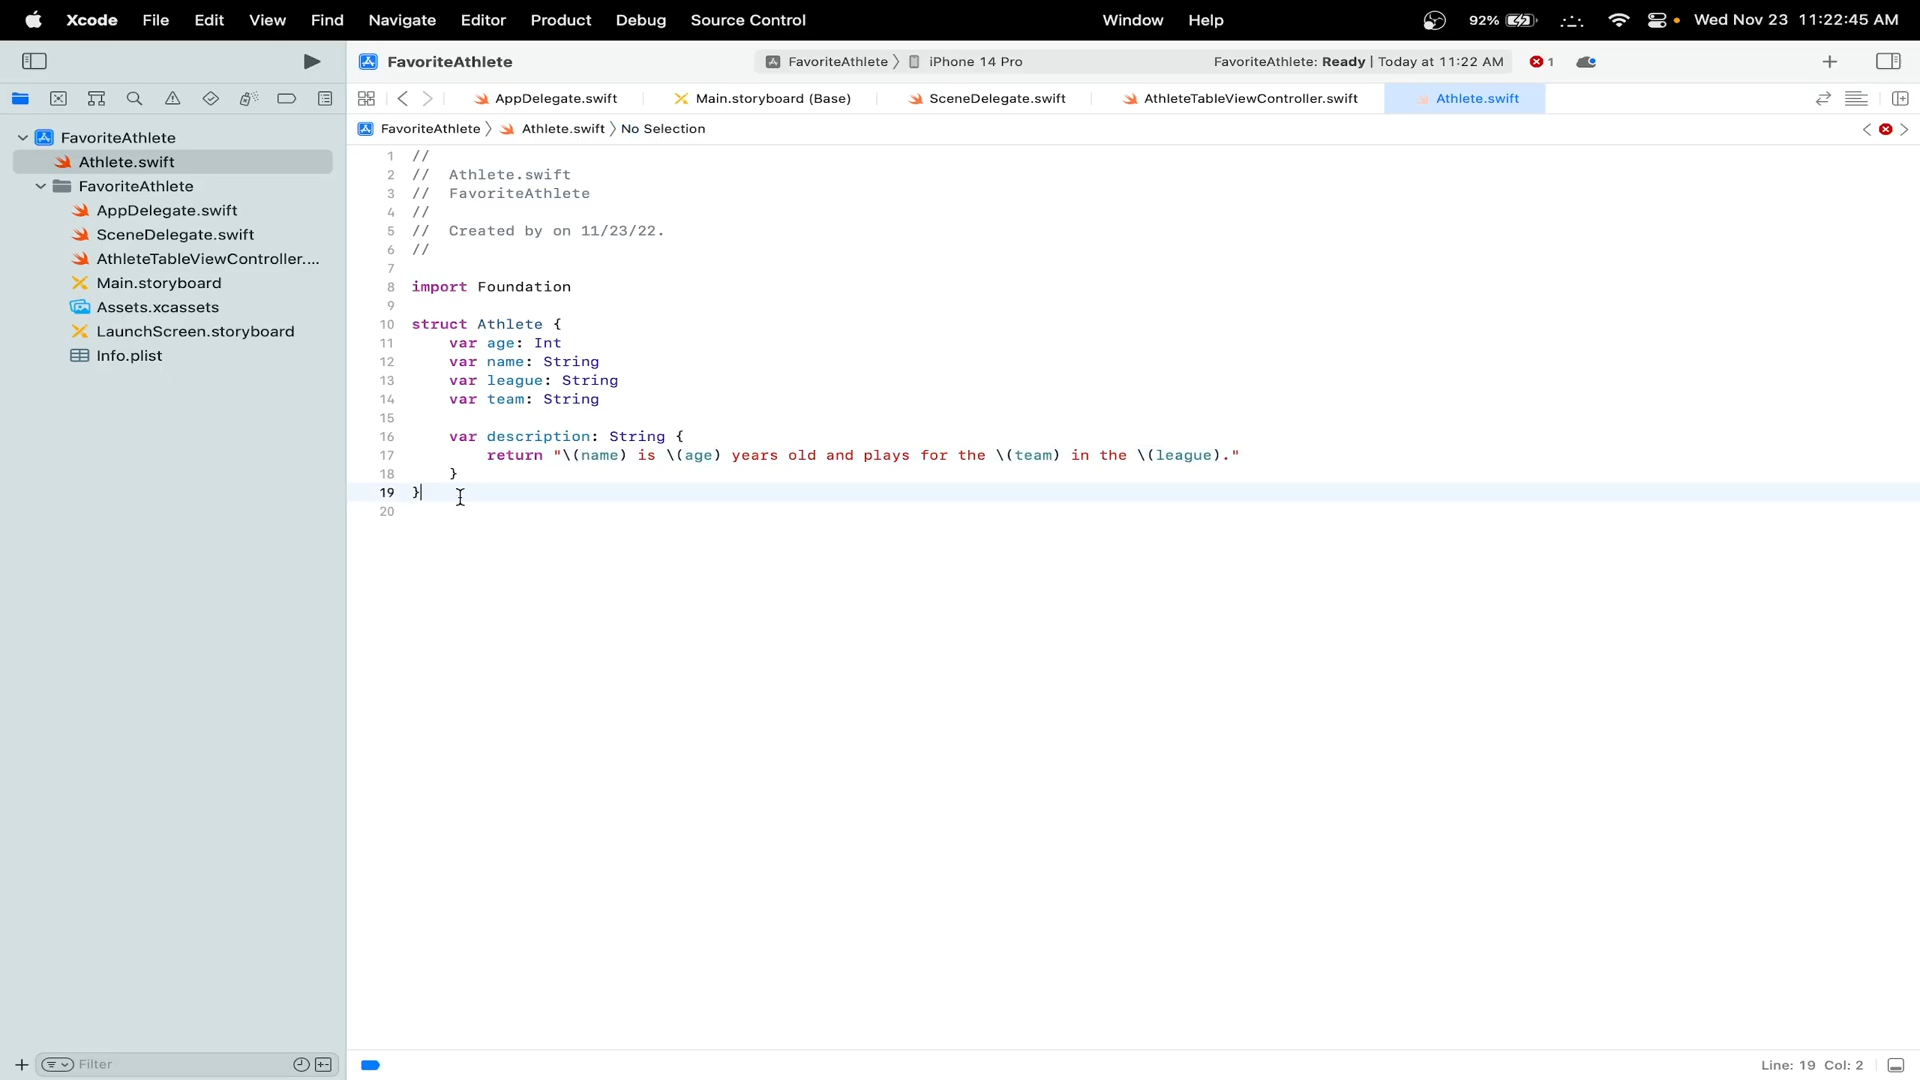 Xcode File Edit View Find Navigate Editor Product Debug Source Control Window Help 92% Wed Nov 23 11:22:45 AM
FavoriteAthlete FavoriteAthlete 〉 iPhone 14 Pro FavoriteAthlete: Ready | Today at 11:22 AM 1
AppDelegate.swift Main.storyboard (Base) SceneDelegate.swift AthleteTableViewController.swift Athlete.swift
FavoriteAthlete 〉 Athlete.swift 〉 No Selection
FavoriteAthlete
Athlete.swift
FavoriteAthlete
AppDelegate.swift
SceneDelegate.swift
AthleteTableViewController....
Main.storyboard
Assets.xcassets
LaunchScreen.storyboard
Info.plist
1 //
2 //  Athlete.swift
3 //  FavoriteAthlete
4 //
5 //  Created by on 11/23/22.
6 //
7
8 import Foundation
9
10 struct Athlete {
11     var age: Int
12     var name: String
13     var league: String
14     var team: String
15
16     var description: String {
17         return "\(name) is \(age) years old and plays for the \(team) in the \(league)."
18     }
19 }
20
Filter
Line: 19 Col: 2